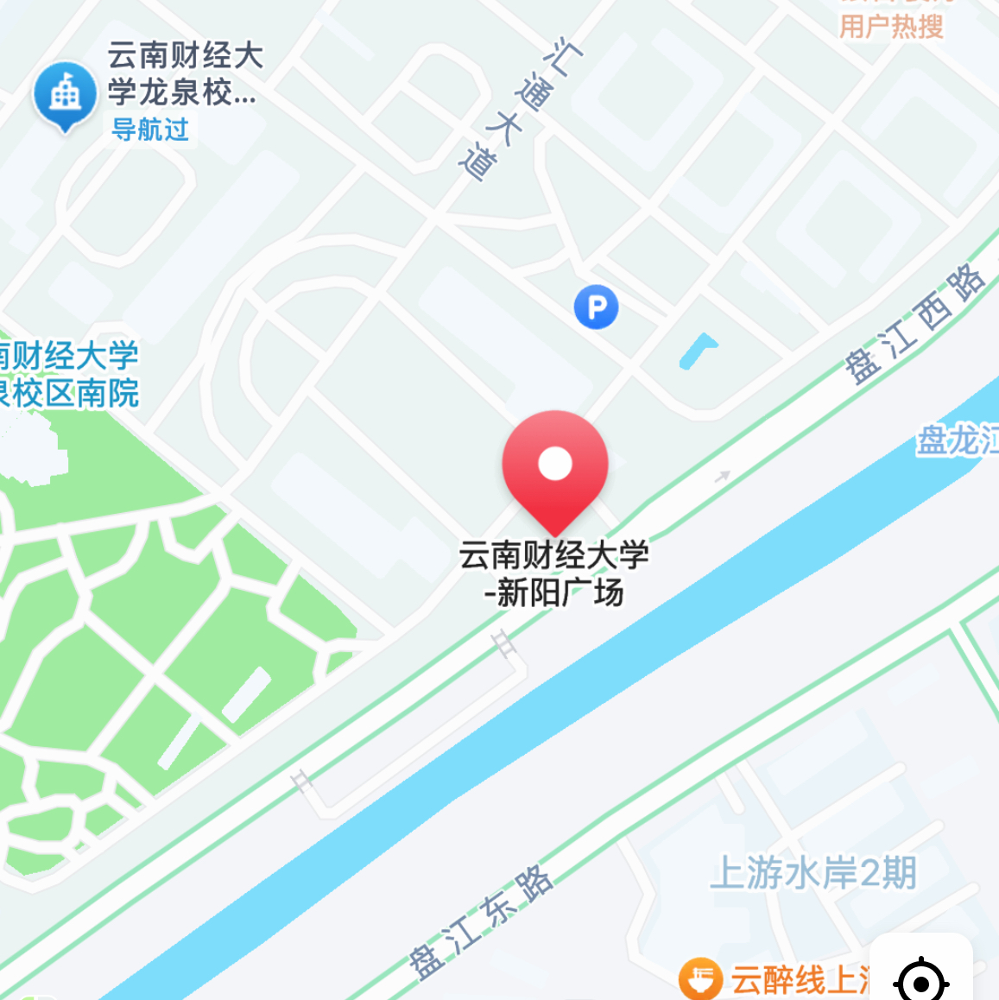 用户热搜
云南财经大
学龙泉校...
导航过
汇通大道
P
盘江西路
南财经大学
泉校区南院
盘龙江
云南财经大学
-新阳广场
上游水岸2期
盘江东路
云醉线上